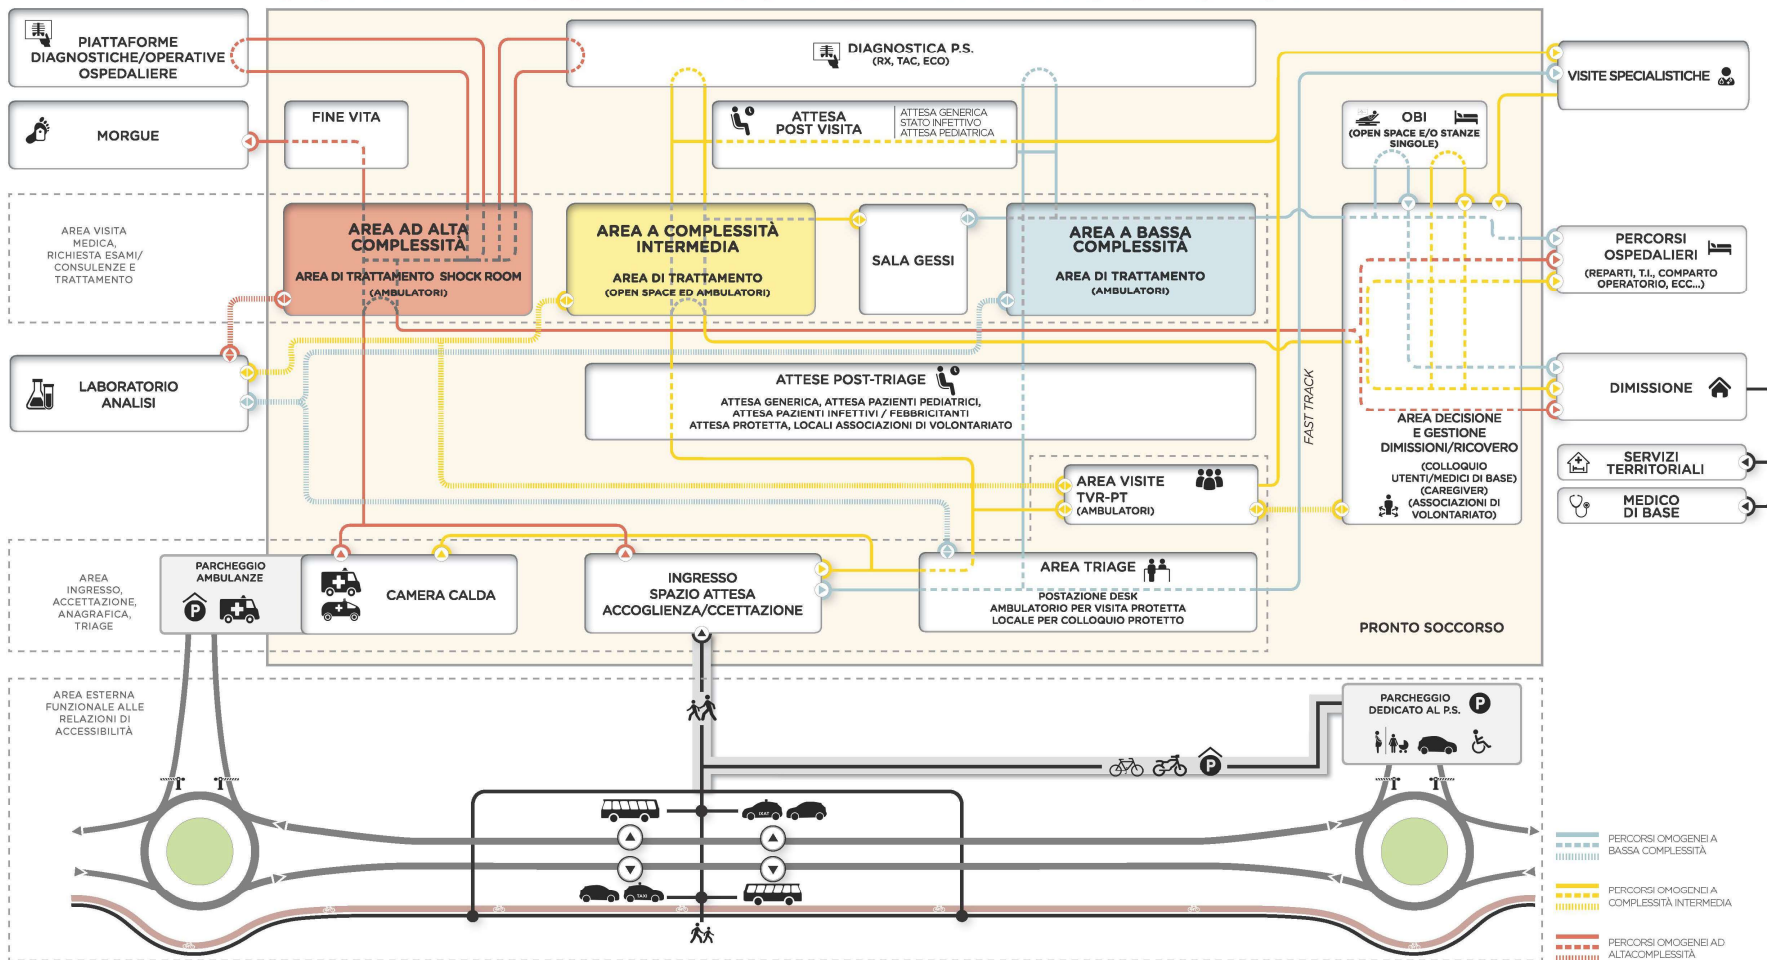 PIATTAFORME
DIAGNOSTICHE/OPERATIVE
OSPEDALIERE
DIAGNOSTICA P.S.
(RX, TAC, ECO)
VISITE SPECIALISTICHE
MORGUE
FINE VITA
ATTESA
POST VISITA
ATTESA GENERICA
STATO INFETTIVO
ATTESA PEDIATRICA
OBI
(OPEN SPACE E/O STANZE
SINGOLE)
AREA VISITA
MEDICA,
RICHIESTA ESAMI/
CONSULENZE E
TRATTAMENTO
AREA AD ALTA
COMPLESSITÀ
AREA DI TRATTAMENTO SHOCK ROOM
(AMBULATORI)
AREA A COMPLESSITÀ
INTERMEDIA
AREA DI TRATTAMENTO
(OPEN SPACE ED AMBULATORI)
SALA GESSI
AREA A BASSA
COMPLESSITÀ
AREA DI TRATTAMENTO
(AMBULATORI)
PERCORSI
OSPEDALIERI
(REPARTI, T.I., COMPARTO
OPERATORIO, ECC...)
LABORATORIO
ANALISI
ATTESE POST-TRIAGE
ATTESA GENERICA, ATTESA PAZIENTI PEDIATRICI,
ATTESA PAZIENTI INFETTIVI / FEBBRICITANTI
ATTESA PROTETTA, LOCALI ASSOCIAZIONI DI VOLONTARIATO
FAST TRACK
DIMISSIONE
AREA DECISIONE
E GESTIONE
DIMISSIONI/RICOVERO
(COLLOQUIO
UTENTI/MEDICI DI BASE)
(CAREGIVER)
(ASSOCIAZIONI DI
VOLONTARIATO)
SERVIZI
TERRITORIALI
MEDICO
DI BASE
AREA VISITE
TVR-PT
(AMBULATORI)
AREA
INGRESSO,
ACCETTAZIONE,
ANAGRAFICA,
TRIAGE
PARCHEGGIO
AMBULANZE
P
CAMERA CALDA
INGRESSO
SPAZIO ATTESA
ACCOGLIENZA/CCETTAZIONE
AREA TRIAGE
POSTAZIONE DESK
AMBULATORIO PER VISITA PROTETTA
LOCALE PER COLLOQUIO PROTETTO
PRONTO SOCCORSO
AREA ESTERNA
FUNZIONALE ALLE
RELAZIONI DI
ACCESSIBILITÀ
PARCHEGGIO
DEDICATO AL P.S.
P
P
TAXI
TAXI
PERCORSI OMOGENEI A
BASSA COMPLESSITÀ
PERCORSI OMOGENEI A
COMPLESSITÀ INTERMEDIA
PERCORSI OMOGENEI AD
ALTACOMPLESSITÀ